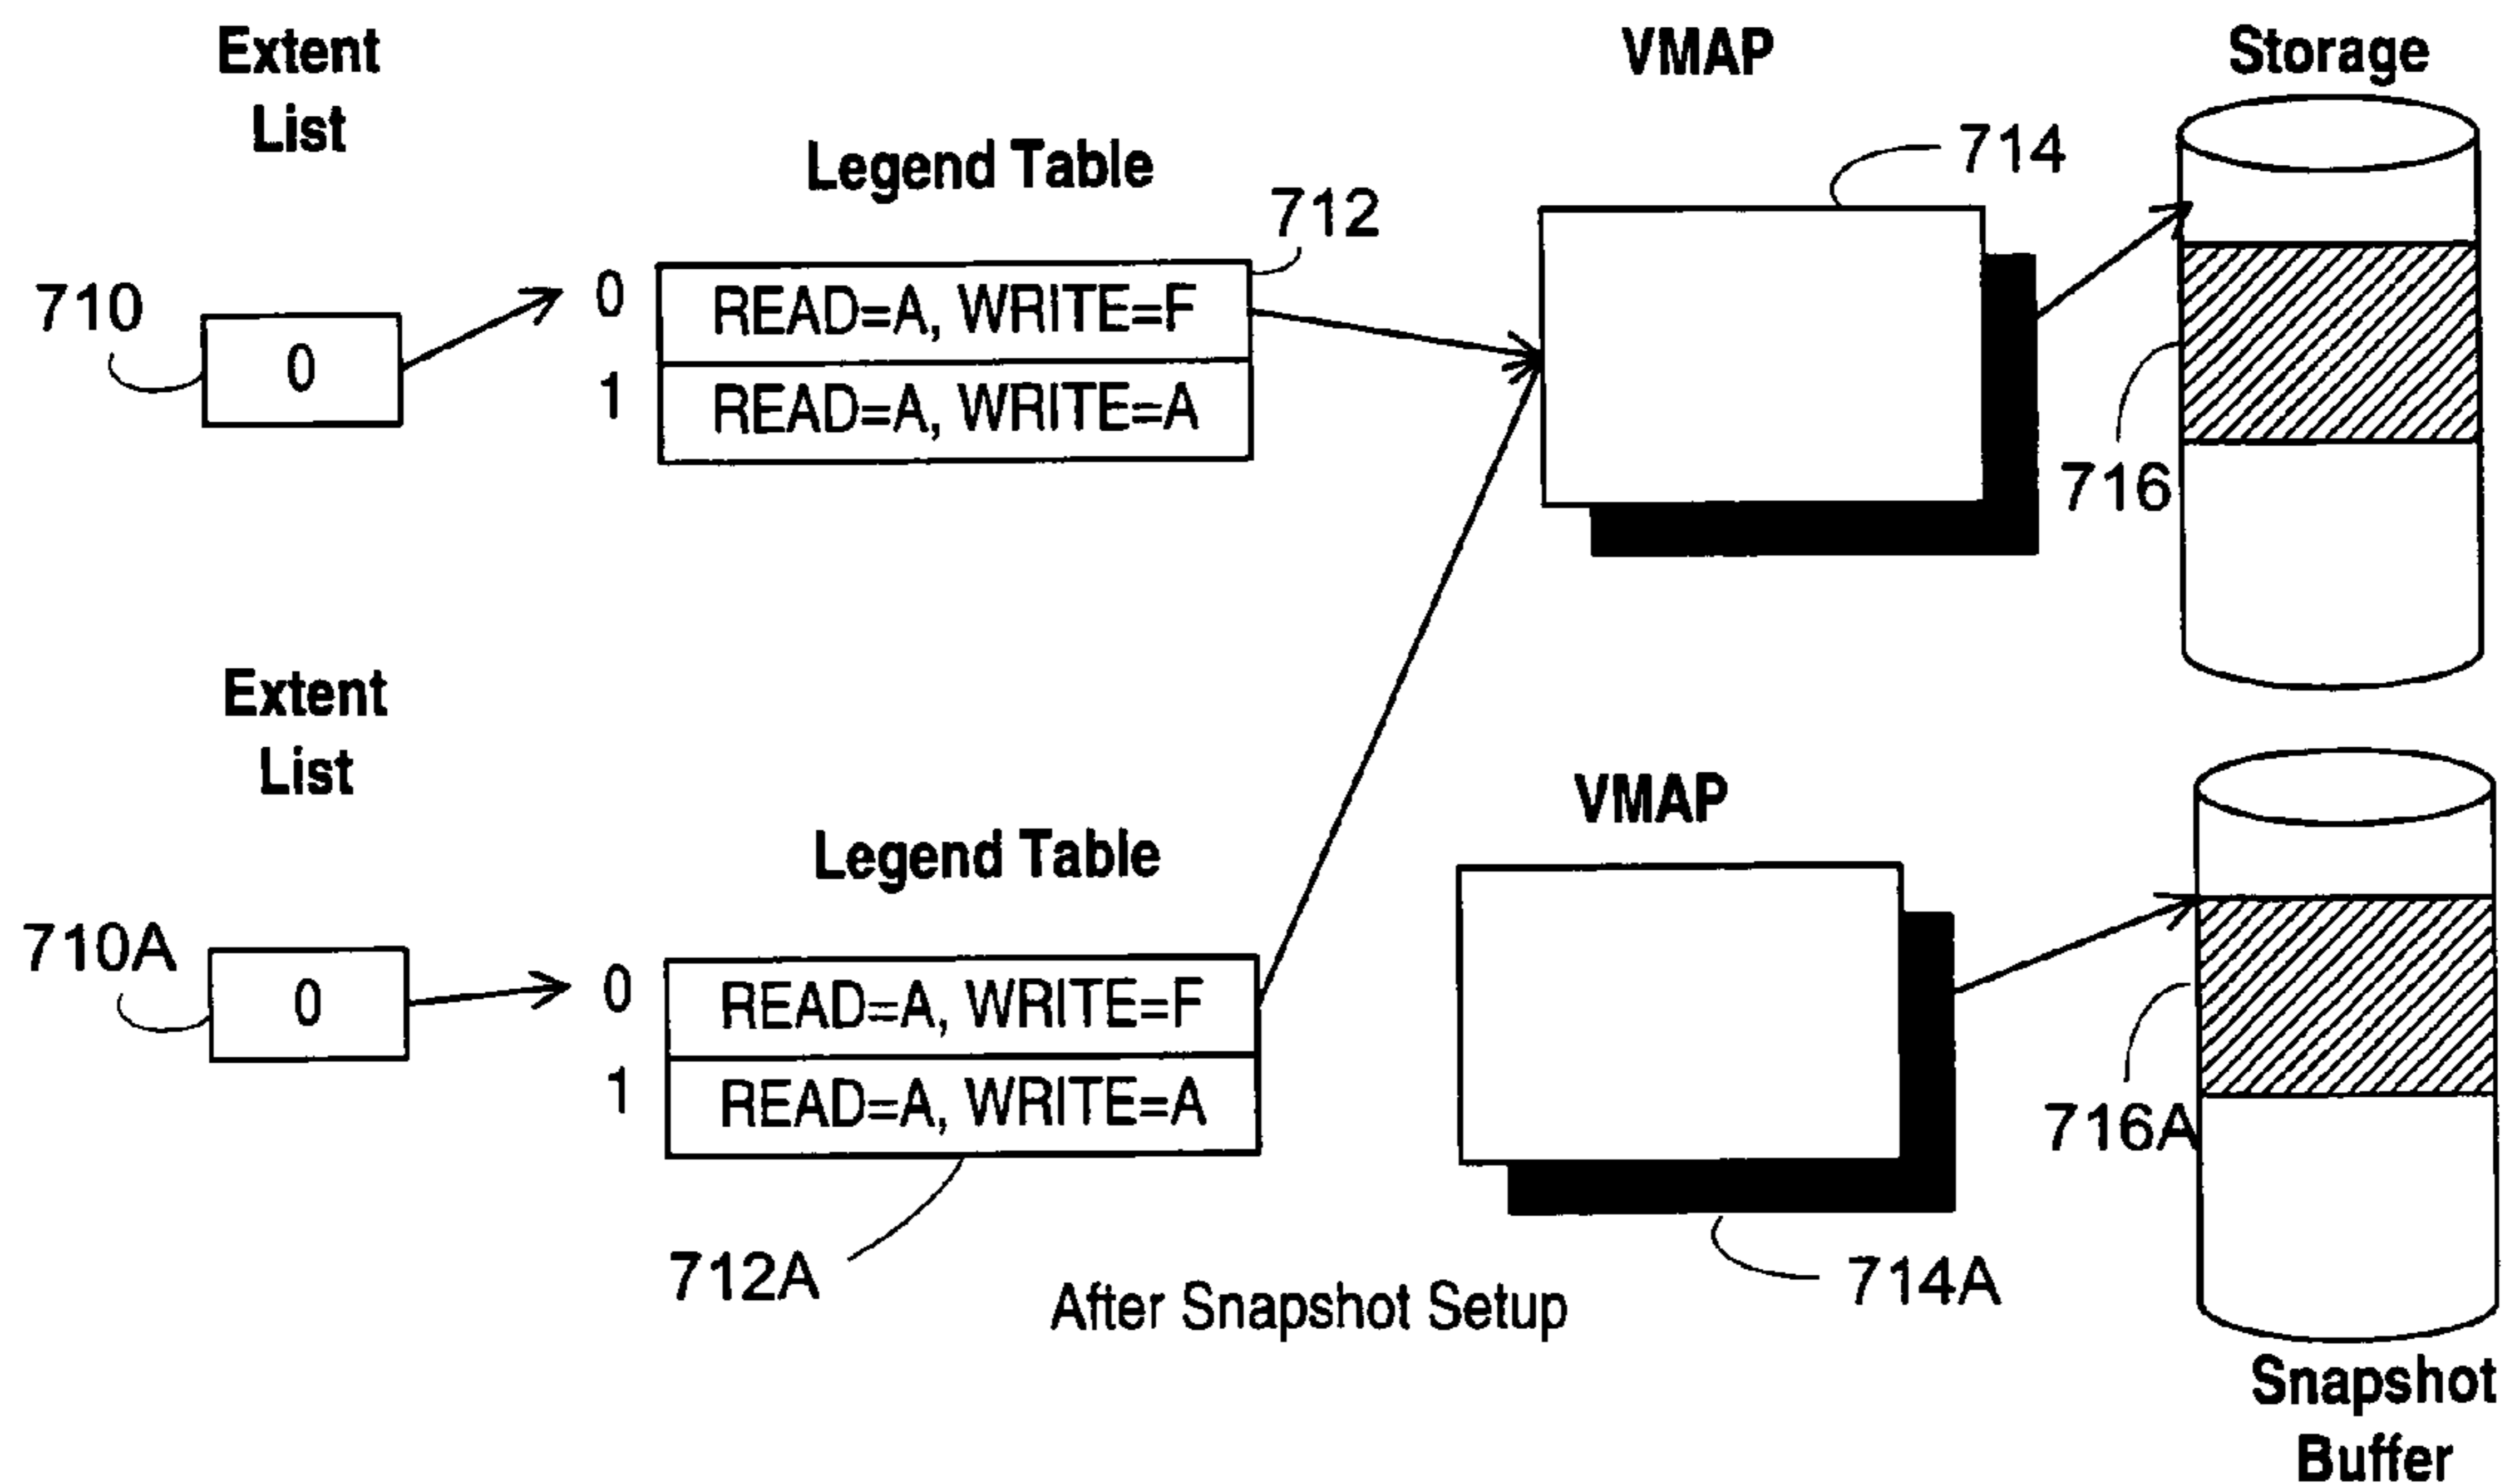 Extent
List
VMAP
Storage
Legend Table
714
712
710
0
0
READ=A, WRITE=F
1
READ=A, WRITE=A
716
Extent
List
VMAP
Legend Table
710A
0
0
READ=A, WRITE=F
1
READ=A, WRITE=A
716A
712A
714A
After Snapshot Setup
Snapshot
Buffer